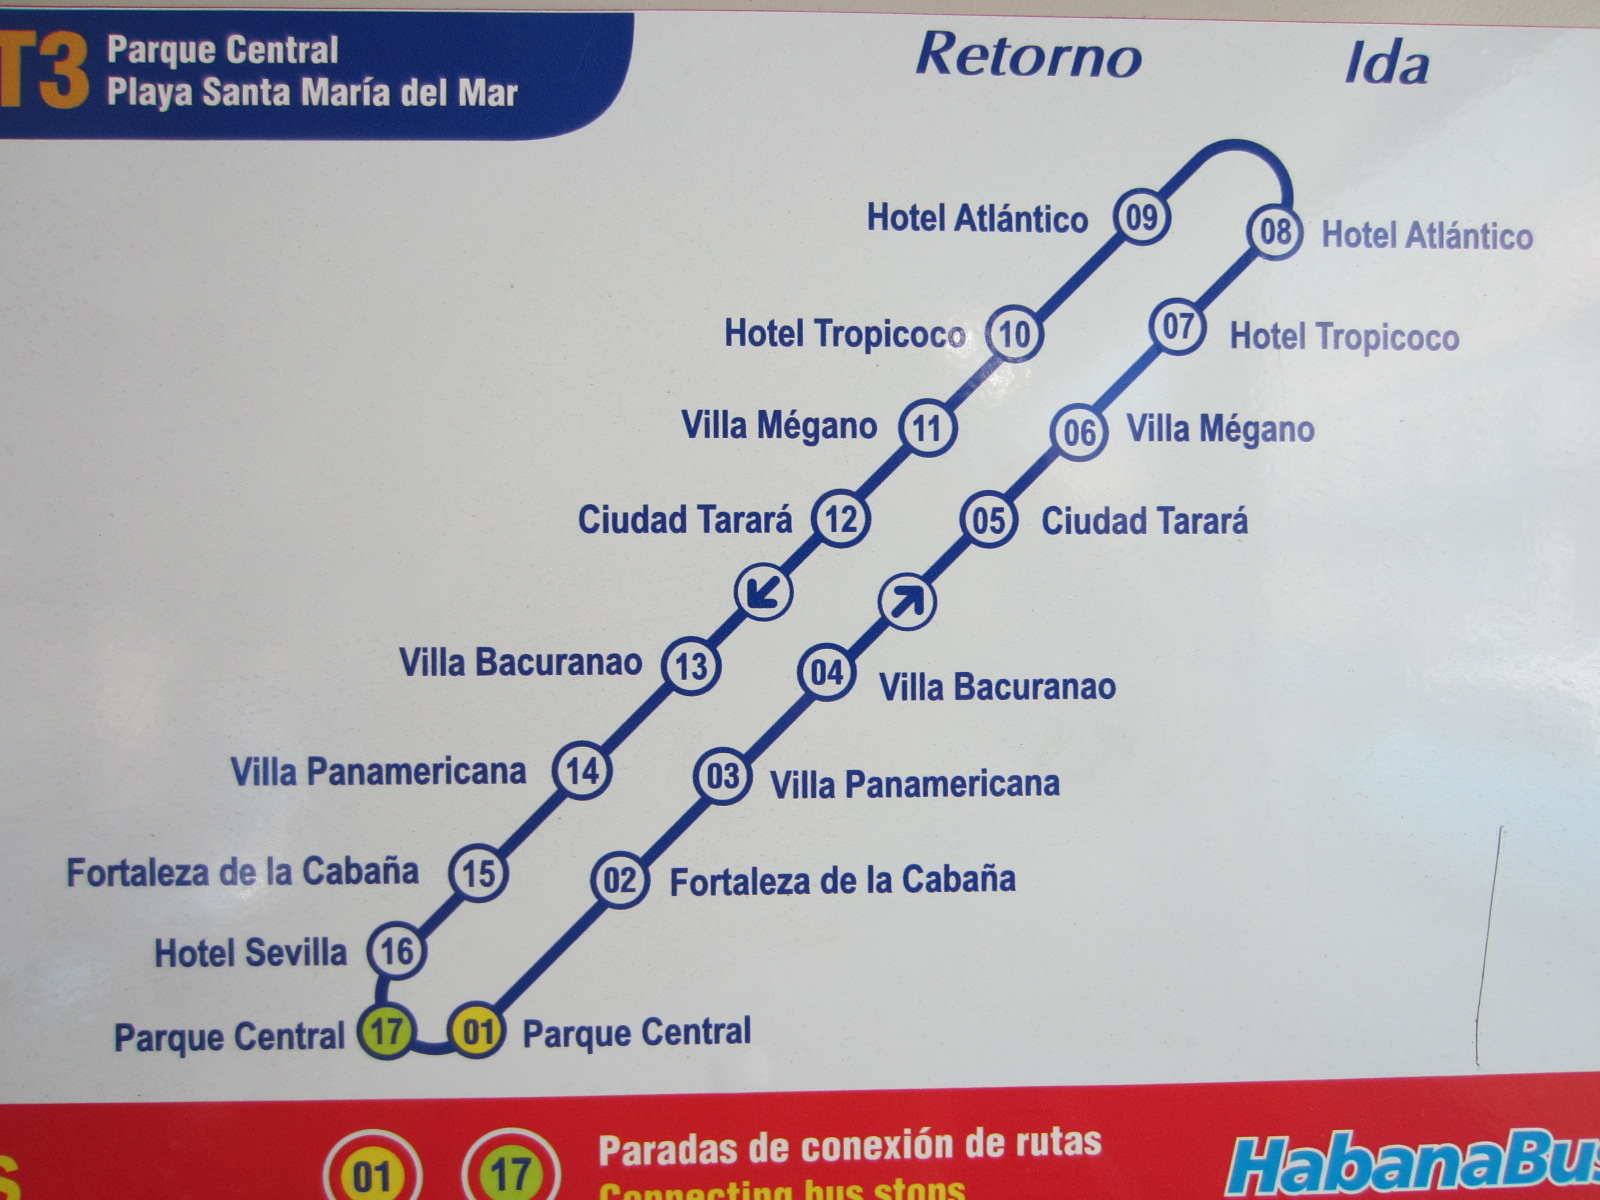 T3
Parque Central
Playa Santa María del Mar
Retorno
Ida
Hotel Atlántico 09
08 Hotel Atlántico
Hotel Tropicoco 10
07 Hotel Tropicoco
Villa Mégano 11
06 Villa Mégano
Ciudad Tarará 12
05 Ciudad Tarará
Villa Bacuranao 13
04 Villa Bacuranao
Villa Panamericana 14
03 Villa Panamericana
Fortaleza de la Cabaña 15
02 Fortaleza de la Cabaña
Hotel Sevilla 16
Parque Central 17
01 Parque Central
01 17
Paradas de conexión de rutas
Connecting bus stops
HabanaBus